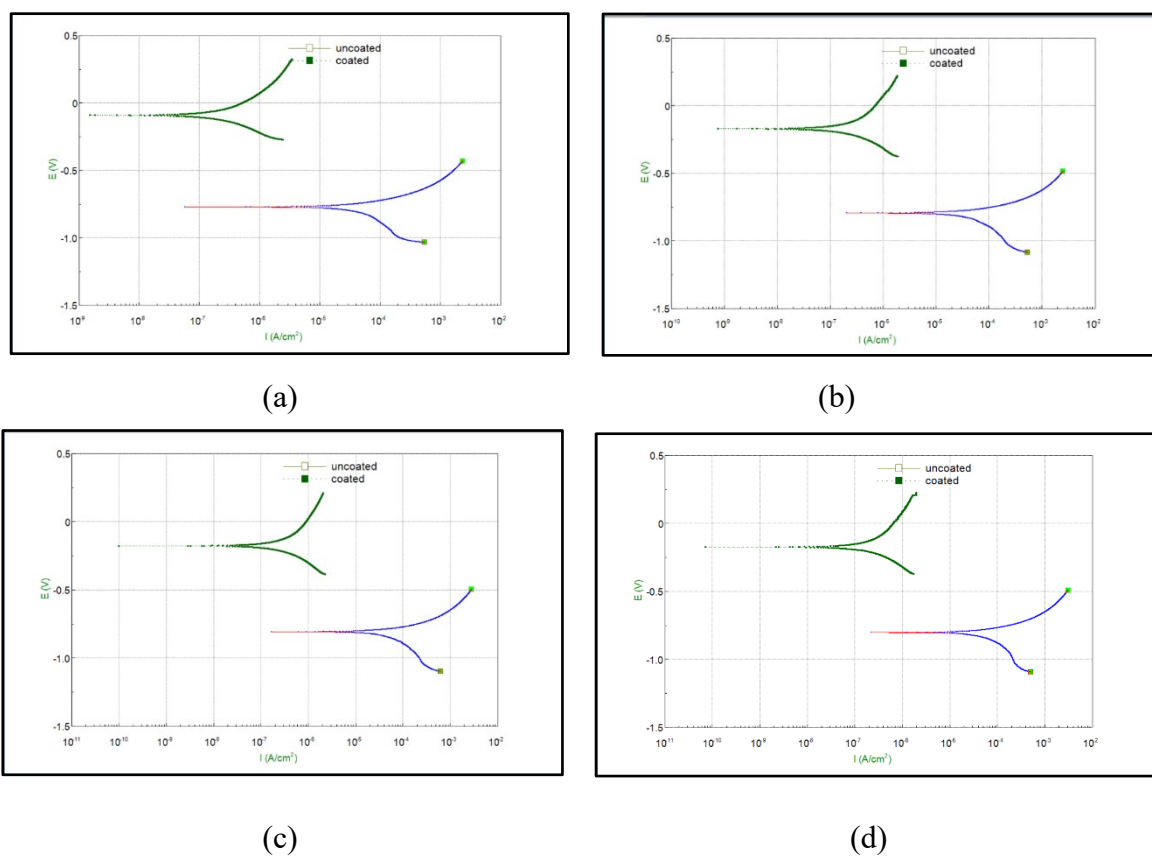 0.5
uncoated
coated
0
-0.5
-1.0
-1.5
E (V)
10⁻⁹ 10⁻⁸ 10⁻⁷ 10⁻⁶ 10⁻⁵ 10⁻⁴ 10⁻³ 10⁻²
I (A/cm²)
(a)
0.5
uncoated
coated
0
-0.5
-1.0
-1.5
E (V)
10⁻¹⁰ 10⁻⁹ 10⁻⁸ 10⁻⁷ 10⁻⁶ 10⁻⁵ 10⁻⁴ 10⁻³ 10⁻²
I (A/cm²)
(b)
0.5
uncoated
coated
0
-0.5
-1.0
-1.5
E (V)
10⁻¹¹ 10⁻¹⁰ 10⁻⁹ 10⁻⁸ 10⁻⁷ 10⁻⁶ 10⁻⁵ 10⁻⁴ 10⁻³ 10⁻²
I (A/cm²)
(c)
0.5
uncoated
coated
0
-0.5
-1.0
-1.5
E (V)
10⁻¹¹ 10⁻¹⁰ 10⁻⁹ 10⁻⁸ 10⁻⁷ 10⁻⁶ 10⁻⁵ 10⁻⁴ 10⁻³ 10⁻²
I (A/cm²)
(d)